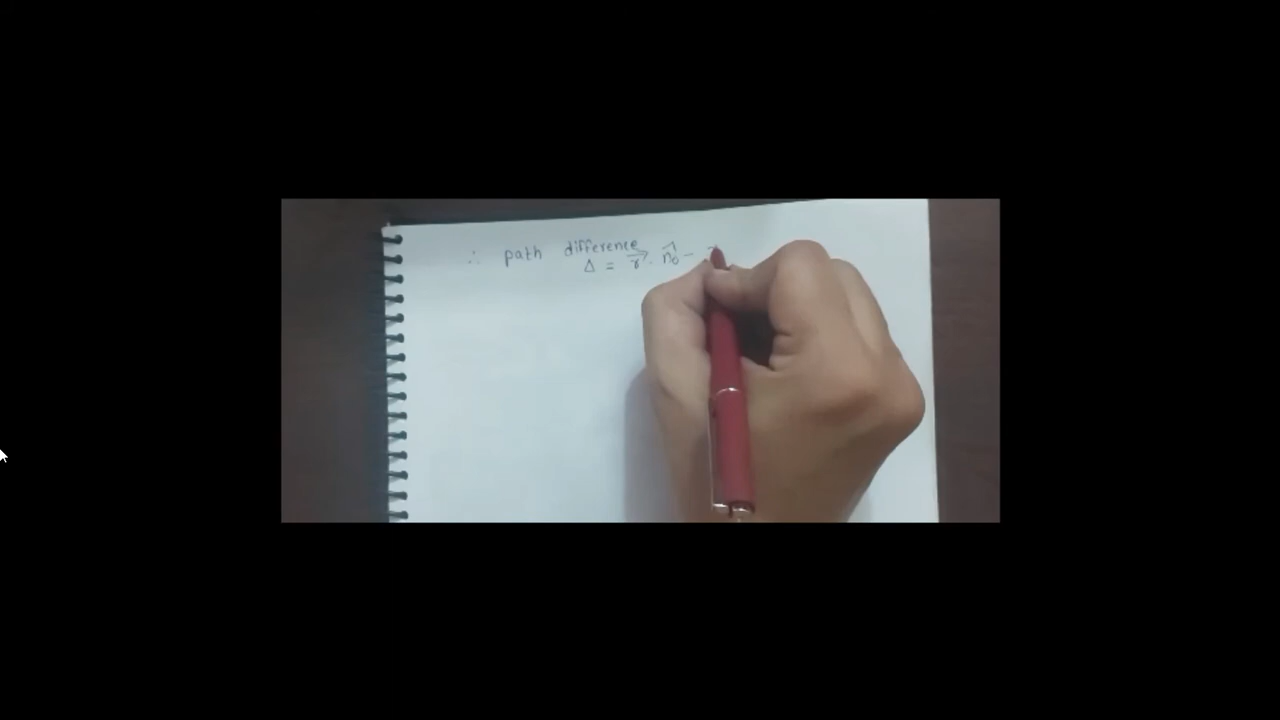 ∴ path difference
Δ = r⃗ . n̂₀ −